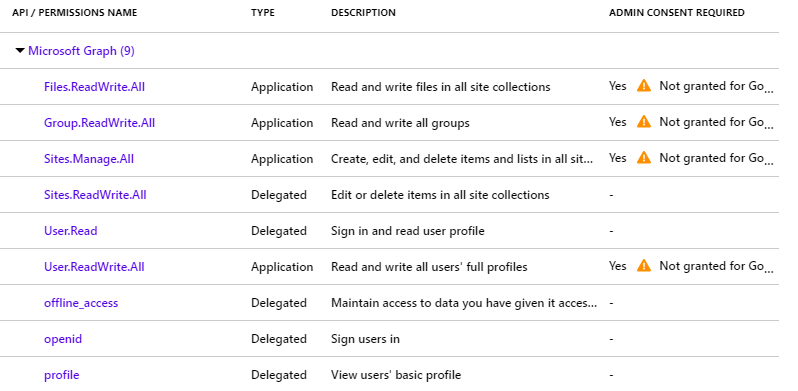 API / PERMISSIONS NAME TYPE DESCRIPTION ADMIN CONSENT REQUIRED
Microsoft Graph (9)
Files.ReadWrite.All Application Read and write files in all site collections Yes Not granted for Go...
Group.ReadWrite.All Application Read and write all groups Yes Not granted for Go...
Sites.Manage.All Application Create, edit, and delete items and lists in all sit... Yes Not granted for Go...
Sites.ReadWrite.All Delegated Edit or delete items in all site collections -
User.Read Delegated Sign in and read user profile -
User.ReadWrite.All Application Read and write all users' full profiles Yes Not granted for Go...
offline_access Delegated Maintain access to data you have given it acces... -
openid Delegated Sign users in -
profile Delegated View users' basic profile -